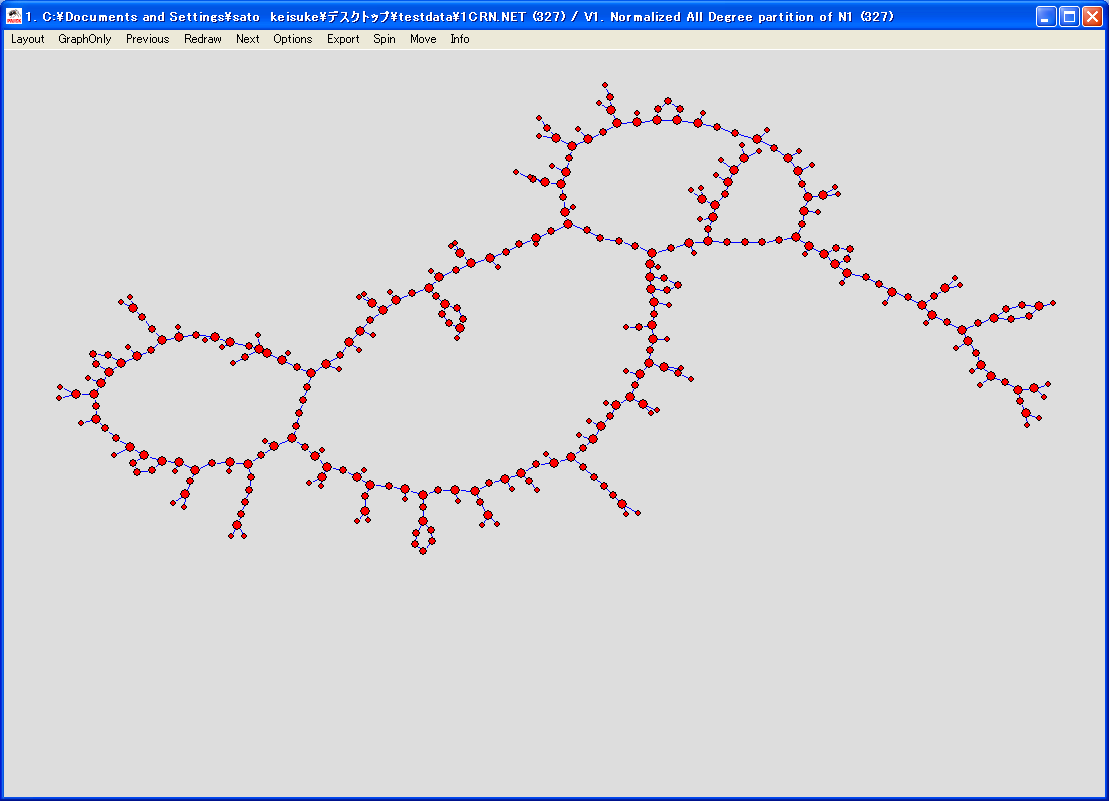 1. C:¥Documents and Settings¥sato keisuke¥デスクトップ¥testdata¥1CRN.NET (327) / V1. Normalized All Degree partition of N1 (327)
Layout GraphOnly Previous Redraw Next Options Export Spin Move Info